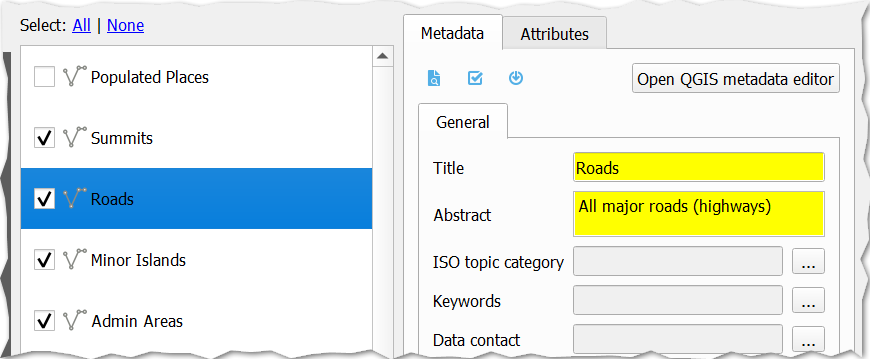 Select: All | None
Populated Places
Summits
Roads
Minor Islands
Admin Areas
Metadata
Attributes
Open QGIS metadata editor
General
Title
Roads
Abstract
All major roads (highways)
ISO topic category
...
Keywords
...
Data contact
...